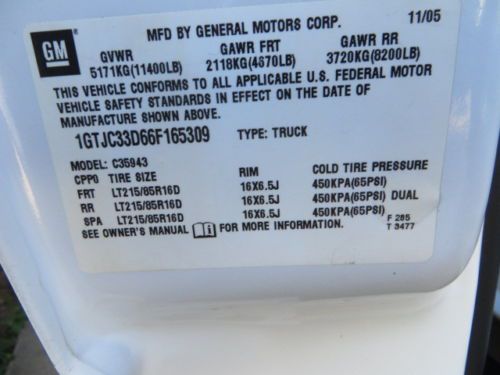 GM
MFD BY GENERAL MOTORS CORP. 11/05
GVWR GAWR FRT GAWR RR
5171KG(11400LB) 2118KG(4670LB) 3720KG(8200LB)
THIS VEHICLE CONFORMS TO ALL APPLICABLE U.S. FEDERAL MOTOR
VEHICLE SAFETY STANDARDS IN EFFECT ON THE DATE OF
MANUFACTURE SHOWN ABOVE.
1GTJC33D66F165309 TYPE: TRUCK
MODEL: C35943
CPP0 TIRE SIZE RIM COLD TIRE PRESSURE
FRT LT215/85R16D 16X6.5J 450KPA(65PSI)
RR LT215/85R16D 16X6.5J 450KPA(65PSI) DUAL
SPA LT215/85R16D 16X6.5J 450KPA(65PSI) F 285
SEE OWNER'S MANUAL FOR MORE INFORMATION. T 3477